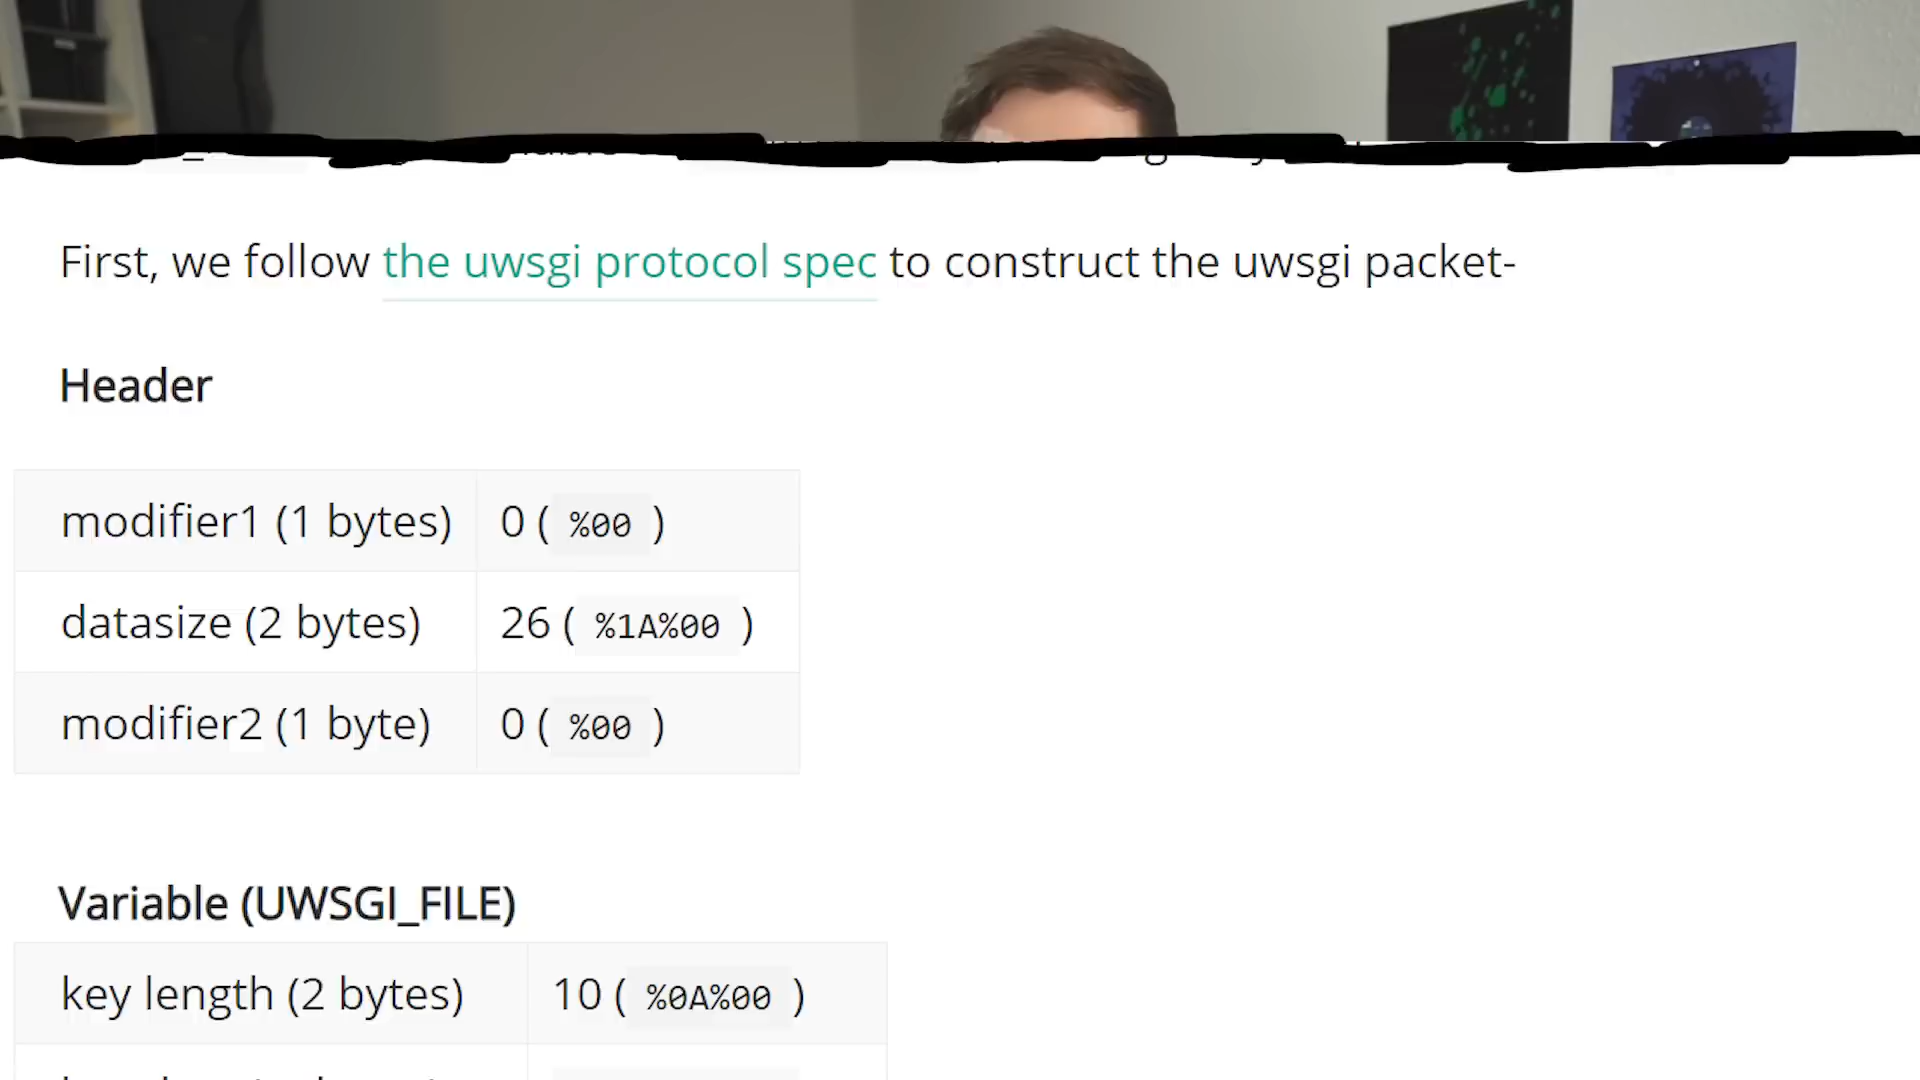 First, we follow the uwsgi protocol spec to construct the uwsgi packet-
Header
modifier1 (1 bytes) 0 ( %00 )
datasize (2 bytes) 26 ( %1A%00 )
modifier2 (1 byte) 0 ( %00 )
Variable (UWSGI_FILE)
key length (2 bytes) 10 ( %0A%00 )